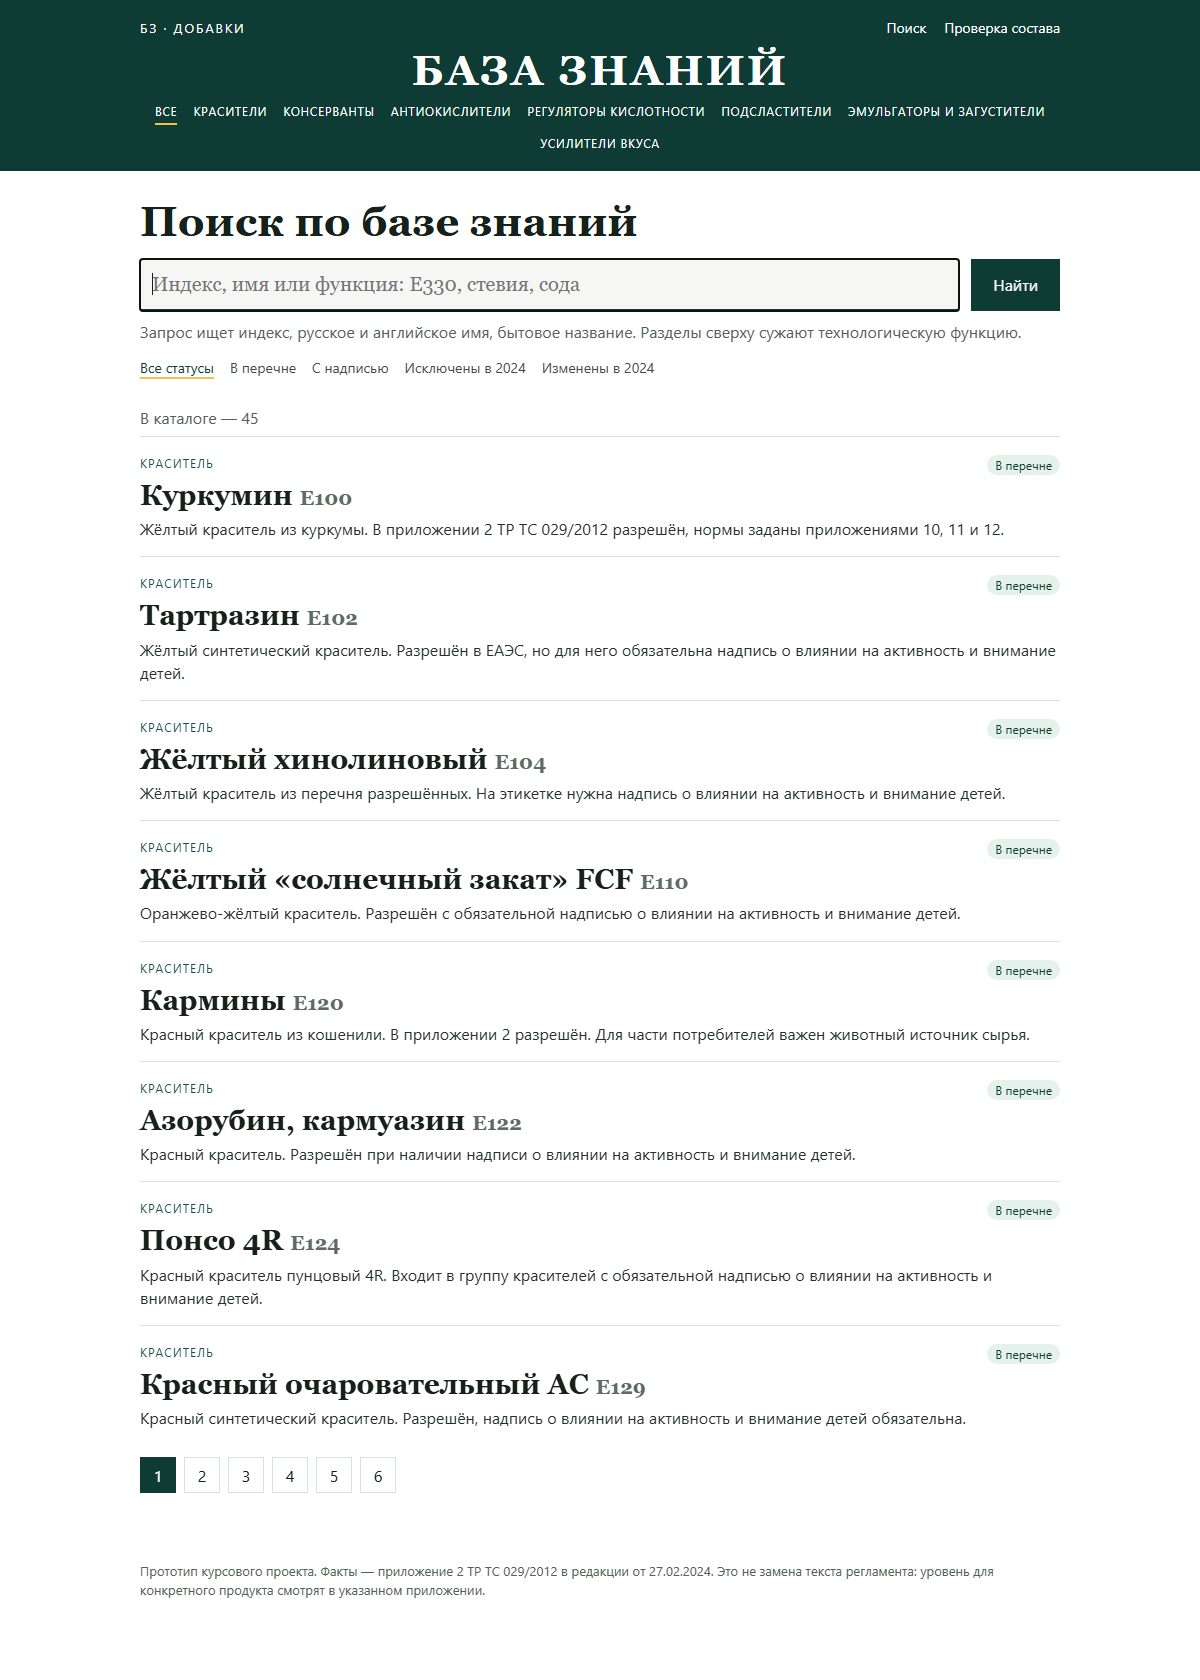 БЗ · ДОБАВКИ
Поиск Проверка состава
БАЗА ЗНАНИЙ
ВСЕ КРАСИТЕЛИ КОНСЕРВАНТЫ АНТИОКИСЛИТЕЛИ РЕГУЛЯТОРЫ КИСЛОТНОСТИ ПОДСЛАСТИТЕЛИ ЭМУЛЬГАТОРЫ И ЗАГУСТИТЕЛИ
УСИЛИТЕЛИ ВКУСА
Поиск по базе знаний
Индекс, имя или функция: E330, стевия, сода
Найти
Запрос ищет индекс, русское и английское имя, бытовое название. Разделы сверху сужают технологическую функцию.
Все статусы В перечне С надписью Исключены в 2024 Изменены в 2024
В каталоге — 45
КРАСИТЕЛЬ
В перечне
Куркумин E100
Жёлтый краситель из куркумы. В приложении 2 ТР ТС 029/2012 разрешён, нормы заданы приложениями 10, 11 и 12.
КРАСИТЕЛЬ
В перечне
Тартразин E102
Жёлтый синтетический краситель. Разрешён в ЕАЭС, но для него обязательна надпись о влиянии на активность и внимание
детей.
КРАСИТЕЛЬ
В перечне
Жёлтый хинолиновый E104
Жёлтый краситель из перечня разрешённых. На этикетке нужна надпись о влиянии на активность и внимание детей.
КРАСИТЕЛЬ
В перечне
Жёлтый «солнечный закат» FCF E110
Оранжево-жёлтый краситель. Разрешён с обязательной надписью о влиянии на активность и внимание детей.
КРАСИТЕЛЬ
В перечне
Кармины E120
Красный краситель из кошенили. В приложении 2 разрешён. Для части потребителей важен животный источник сырья.
КРАСИТЕЛЬ
В перечне
Азорубин, кармуазин E122
Красный краситель. Разрешён при наличии надписи о влиянии на активность и внимание детей.
КРАСИТЕЛЬ
В перечне
Понсо 4R E124
Красный краситель пунцовый 4R. Входит в группу красителей с обязательной надписью о влиянии на активность и
внимание детей.
КРАСИТЕЛЬ
В перечне
Красный очаровательный AC E129
Красный синтетический краситель. Разрешён, надпись о влиянии на активность и внимание детей обязательна.
1 2 3 4 5 6
Прототип курсового проекта. Факты — приложение 2 ТР ТС 029/2012 в редакции от 27.02.2024. Это не замена текста регламента: уровень для
конкретного продукта смотрят в указанном приложении.